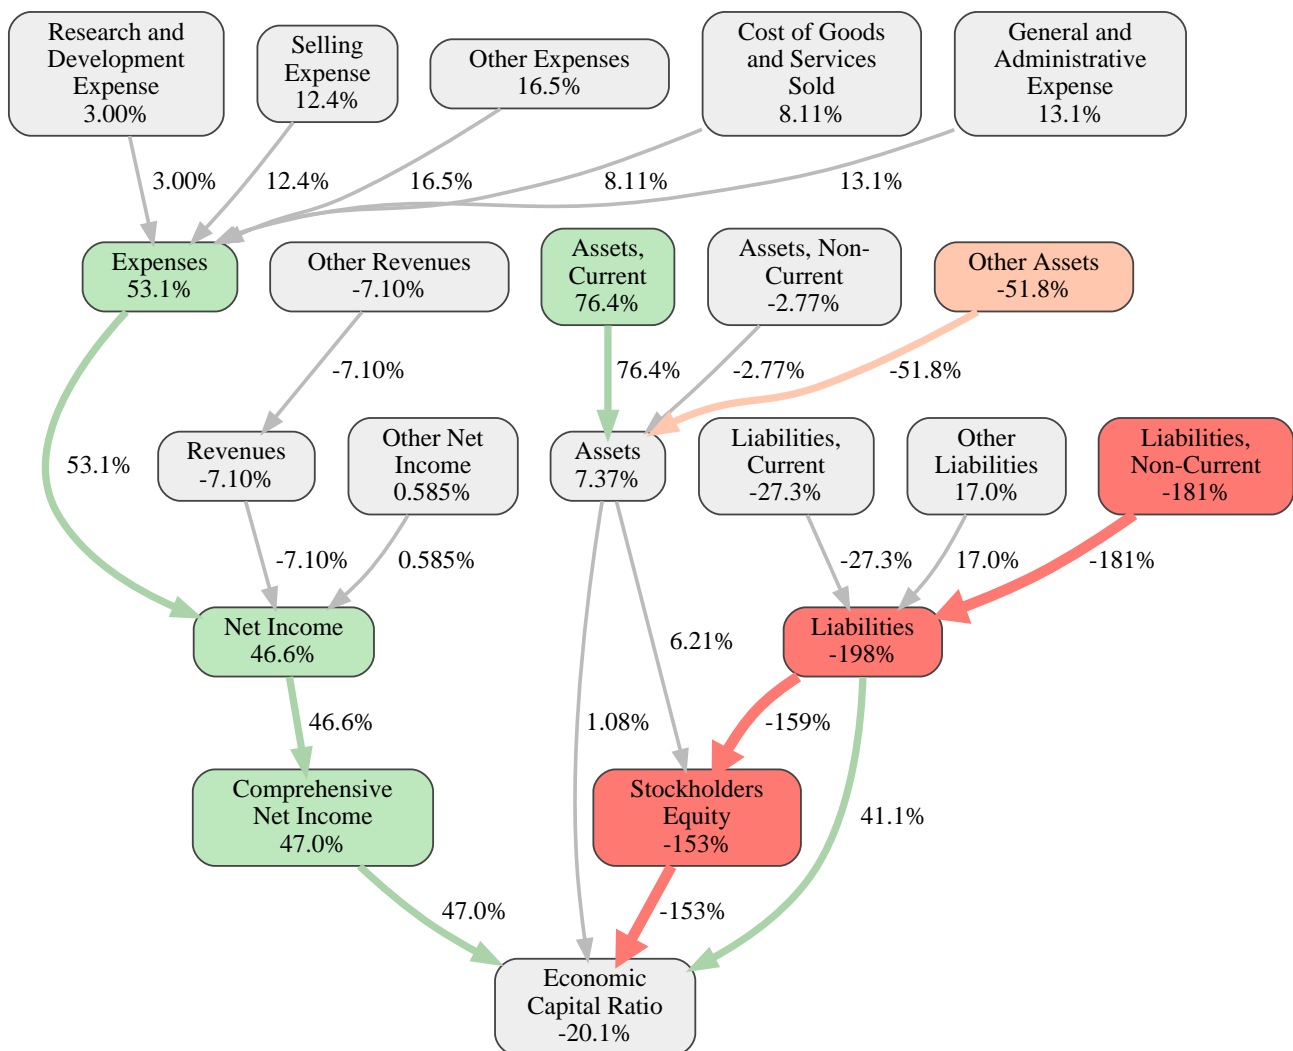 Research and
Development
Expense
3.00%
Selling
Expense
12.4%
Other Expenses
16.5%
Cost of Goods
and Services
Sold
8.11%
General and
Administrative
Expense
13.1%
3.00%
12.4%
16.5%
8.11%
13.1%
Expenses
53.1%
Other Revenues
-7.10%
Assets,
Current
76.4%
Assets, Non-
Current
-2.77%
Other Assets
-51.8%
-7.10%
76.4%
-2.77%
-51.8%
53.1%
Revenues
-7.10%
Other Net
Income
0.585%
Assets
7.37%
Liabilities,
Current
-27.3%
Other
Liabilities
17.0%
Liabilities,
Non-Current
-181%
-7.10%
0.585%
-27.3%
17.0%
-181%
Net Income
46.6%
6.21%
Liabilities
-198%
46.6%
1.08%
-159%
Comprehensive
Net Income
47.0%
Stockholders
Equity
-153%
41.1%
47.0%
-153%
Economic
Capital Ratio
-20.1%